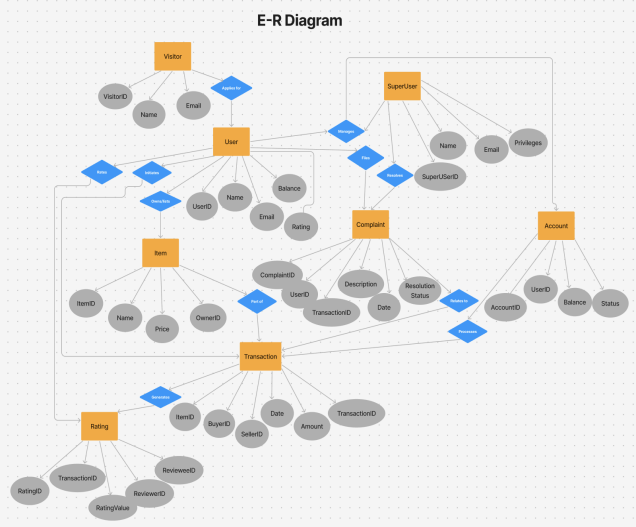 E-R Diagram
Visitor
SuperUser
VisitorID
Name
Email
Applies for
User
Manages
Name
Email
Privileges
Files
Rates
Initiates
Resolves
SuperUSerID
Owns/Sells
UserID
Name
Balance
Email
Rating
Complaint
Account
Item
ComplaintID
UserID
TransactionID
Description
Date
Resolution
Status
ItemID
Name
Price
OwnerID
Part of
Relates to
AccountID
UserID
Balance
Status
Processes
Transaction
Generates
ItemID
BuyerID
SellerID
Date
Amount
TransactionID
Rating
RatingID
TransactionID
RatingValue
ReviewerID
RevieweeID